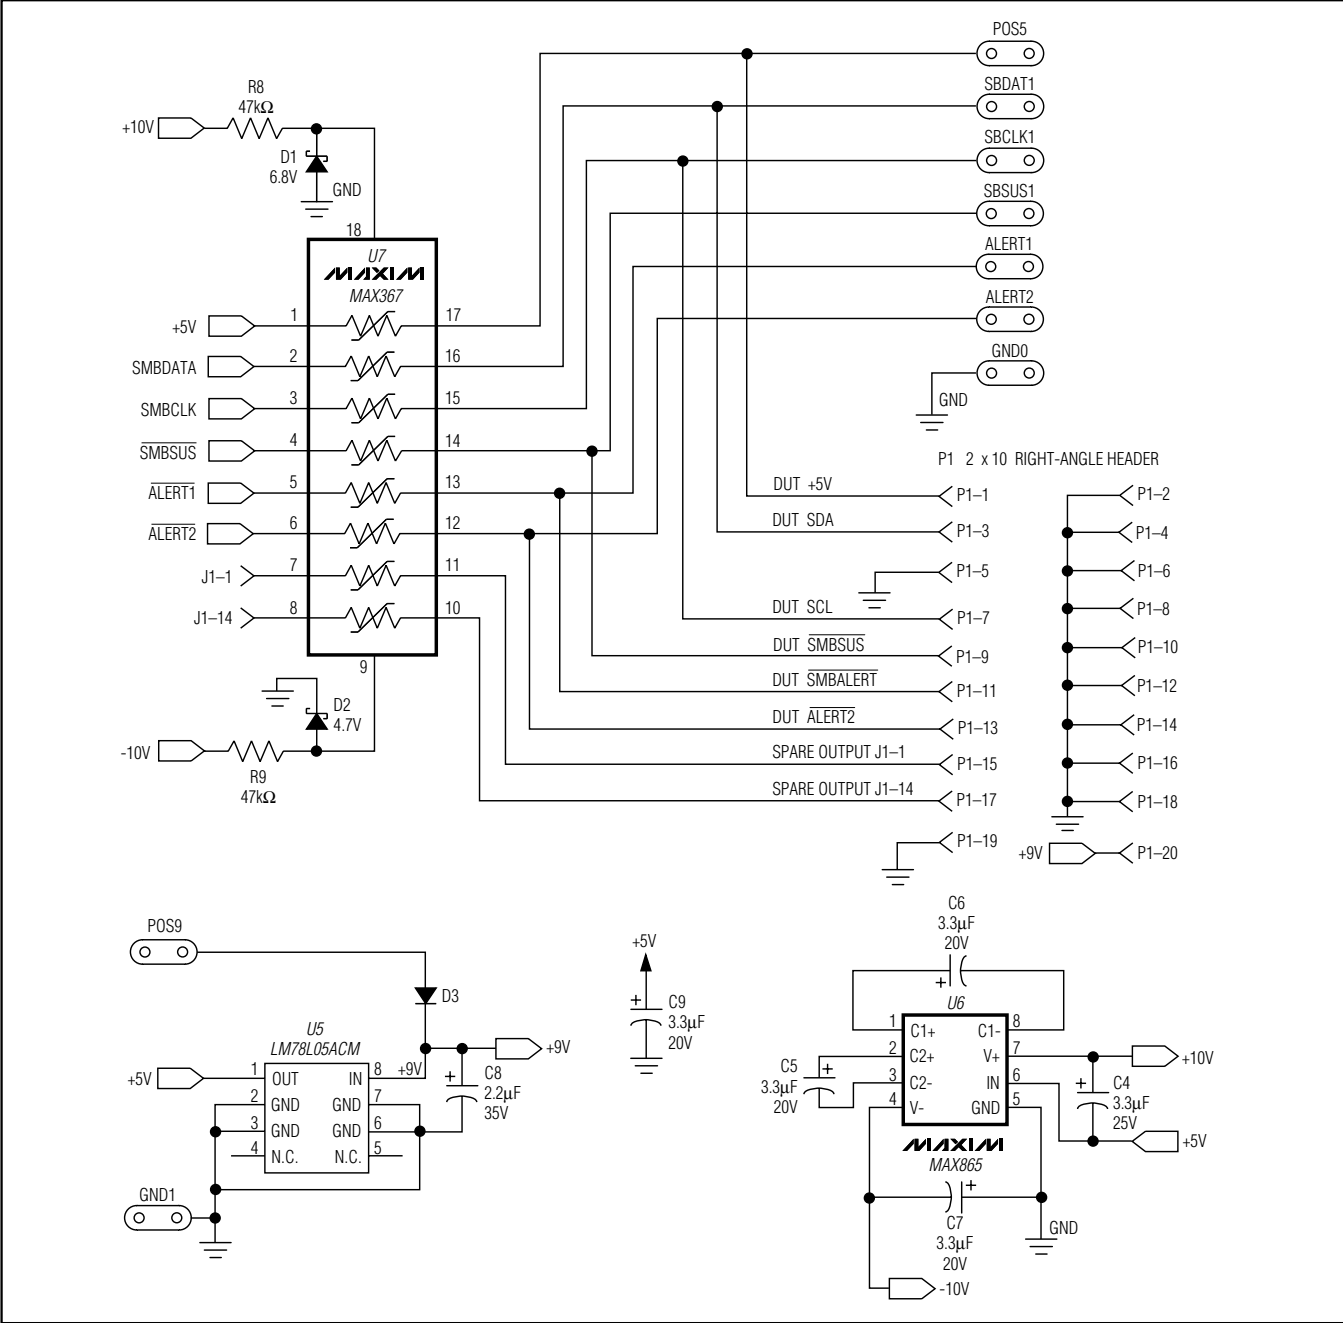 POS5
SBDAT1
SBCLK1
SBSUS1
ALERT1
ALERT2
GND0
GND
R8
47kΩ
+10V
D1
6.8V
GND
18
U7
MAXIM
MAX367
+5V 1 17
SMBDATA 2 16
SMBCLK 3 15
SMBSUS 4 14
ALERT1 5 13
ALERT2 6 12
J1–1 7 11
J1–14 8 10
9
D2
4.7V
-10V
R9
47kΩ
P1 2 x 10 RIGHT-ANGLE HEADER
DUT +5V P1–1 P1–2
DUT SDA P1–3 P1–4
P1–5 P1–6
DUT SCL P1–7 P1–8
DUT SMBSUS P1–9 P1–10
DUT SMBALERT P1–11 P1–12
DUT ALERT2 P1–13 P1–14
SPARE OUTPUT J1–1 P1–15 P1–16
SPARE OUTPUT J1–14 P1–17 P1–18
P1–19 +9V P1–20
POS9
D3
U5
LM78L05ACM
+9V
+5V 1 OUT IN 8 +9V
2 GND GND 7
3 GND GND 6
4 N.C. N.C. 5
+
C8
2.2μF
35V
GND1
+5V
+
C9
3.3μF
20V
C6
3.3μF
20V
+
U6
1 C1+ C1- 8
2 C2+ V+ 7
3 C2- IN 6
4 V- GND 5
MAXIM
MAX865
C5
3.3μF
20V
+
+10V
+
C4
3.3μF
25V
+5V
+
C7
3.3μF
20V
GND
-10V